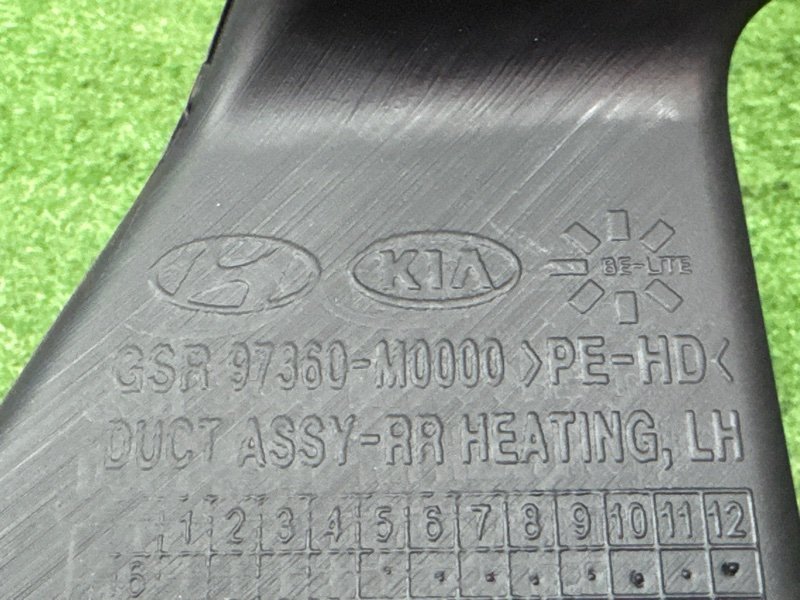 KIA BE-LITE
GSR 97360-M0000 >PE-HD<
DUCT ASSY-RR HEATING, LH
1 2 3 4 5 6 7 8 9 10 11 12